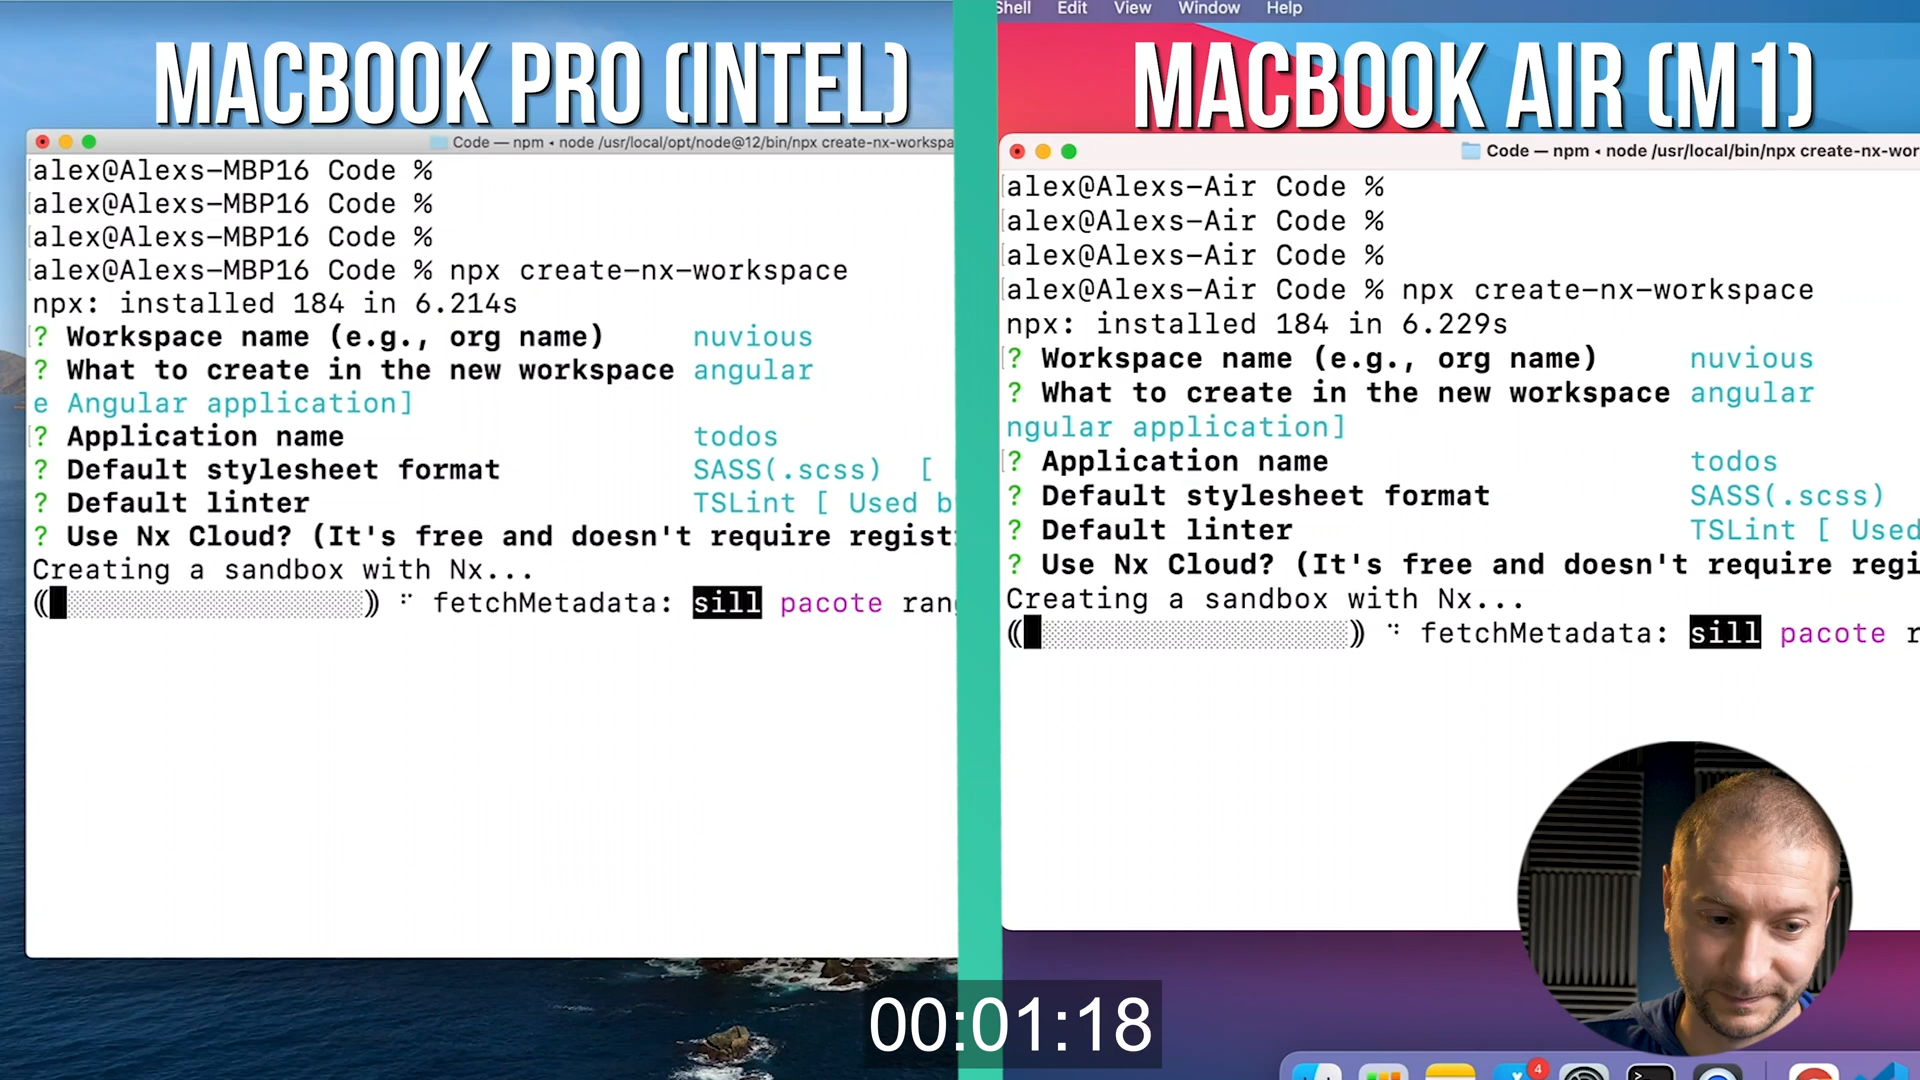 MACBOOK PRO (INTEL)
Code — npm ◂ node /usr/local/opt/node@12/bin/npx create-nx-workspa
alex@Alexs-MBP16 Code %
alex@Alexs-MBP16 Code %
alex@Alexs-MBP16 Code %
alex@Alexs-MBP16 Code % npx create-nx-workspace
npx: installed 184 in 6.214s
? Workspace name (e.g., org name) nuvious
? What to create in the new workspace angular
e Angular application]
? Application name todos
? Default stylesheet format SASS(.scss) [
? Default linter TSLint [ Used b
? Use Nx Cloud? (It's free and doesn't require regist
Creating a sandbox with Nx...
fetchMetadata: sill pacote ran
Shell Edit View Window Help
MACBOOK AIR (M1)
Code — npm ◂ node /usr/local/bin/npx create-nx-wor
alex@Alexs-Air Code %
alex@Alexs-Air Code %
alex@Alexs-Air Code %
alex@Alexs-Air Code % npx create-nx-workspace
npx: installed 184 in 6.229s
? Workspace name (e.g., org name) nuvious
? What to create in the new workspace angular
ngular application]
? Application name todos
? Default stylesheet format SASS(.scss)
? Default linter TSLint [ Used
? Use Nx Cloud? (It's free and doesn't require regi
Creating a sandbox with Nx...
fetchMetadata: sill pacote r
00:01:18
4